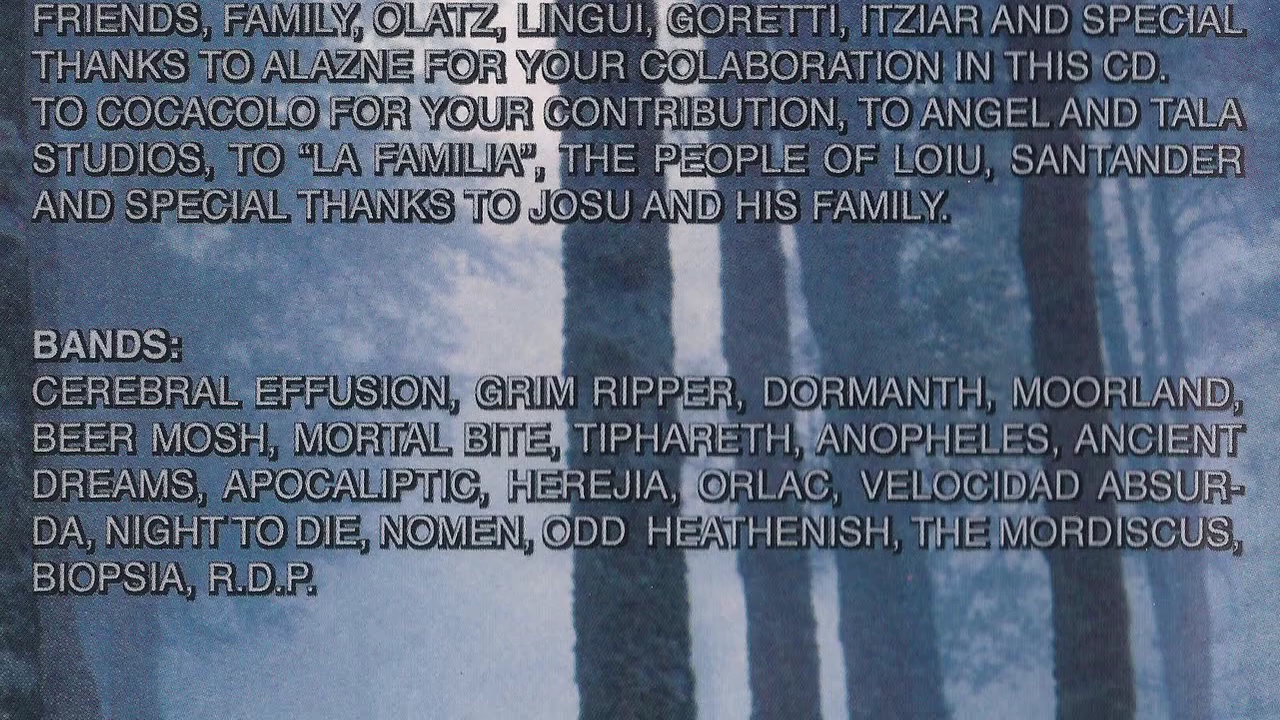 FRIENDS, FAMILY, OLATZ, LINGUI, GORETTI, ITZIAR AND SPECIAL
THANKS TO ALAZNE FOR YOUR COLABORATION IN THIS CD.
TO COCACOLO FOR YOUR CONTRIBUTION, TO ANGEL AND TALA
STUDIOS, TO “LA FAMILIA”, THE PEOPLE OF LOIU, SANTANDER
AND SPECIAL THANKS TO JOSU AND HIS FAMILY.
BANDS:
CEREBRAL EFFUSION, GRIM RIPPER, DORMANTH, MOORLAND,
BEER MOSH, MORTAL BITE, TIPHARETH, ANOPHELES, ANCIENT
DREAMS, APOCALIPTIC, HEREJIA, ORLAC, VELOCIDAD ABSUR-
DA, NIGHT TO DIE, NOMEN, ODD HEATHENISH, THE MORDISCUS,
BIOPSIA, R.D.P.